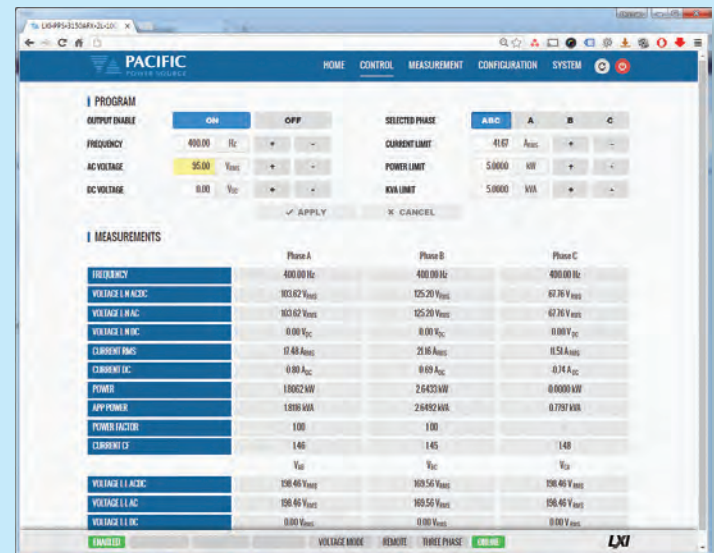 LXI-PPS-3150AFX-2L-
PACIFIC
POWER SOURCE
HOME CONTROL MEASUREMENT CONFIGURATION SYSTEM
PROGRAM
OUTPUT ENABLE ON OFF SELECTED PHASE ABC A B C
FREQUENCY 400.00 Hz + - CURRENT LIMIT 41.67 ARMS + -
AC VOLTAGE 95.00 VRMS + - POWER LIMIT 5.0000 kW + -
DC VOLTAGE 0.00 VDC + - KVA LIMIT 5.0000 kVA + -
✓ APPLY X CANCEL
MEASUREMENTS
Phase A Phase B Phase C
FREQUENCY 400.00 Hz 400.00 Hz 400.00 Hz
VOLTAGE L N ACDC 103.62 VRMS 125.20 VRMS 67.76 VRMS
VOLTAGE L N AC 103.62 VRMS 125.20 VRMS 67.76 VRMS
VOLTAGE L N DC 0.00 VDC 0.00 VDC 0.00 VDC
CURRENT RMS 17.48 ARMS 21.16 ARMS 11.51 ARMS
CURRENT DC 0.80 ADC 0.69 ADC 0.74 ADC
POWER 1.8062 kW 2.6433 kW 0.0000 kW
APP POWER 1.8116 kVA 2.6492 kVA 0.7797 kVA
POWER FACTOR 1.00 1.00
CURRENT CF 1.46 1.45 1.48
VAB VBC VCA
VOLTAGE L L ACDC 198.46 VRMS 169.56 VRMS 198.46 VRMS
VOLTAGE L L AC 198.46 VRMS 169.56 VRMS 198.46 VRMS
VOLTAGE L L DC 0.00 VRMS 0.00 VRMS 0.00 VRMS
ENABLED VOLTAGE MODE REMOTE THREE PHASE ONLINE LXI